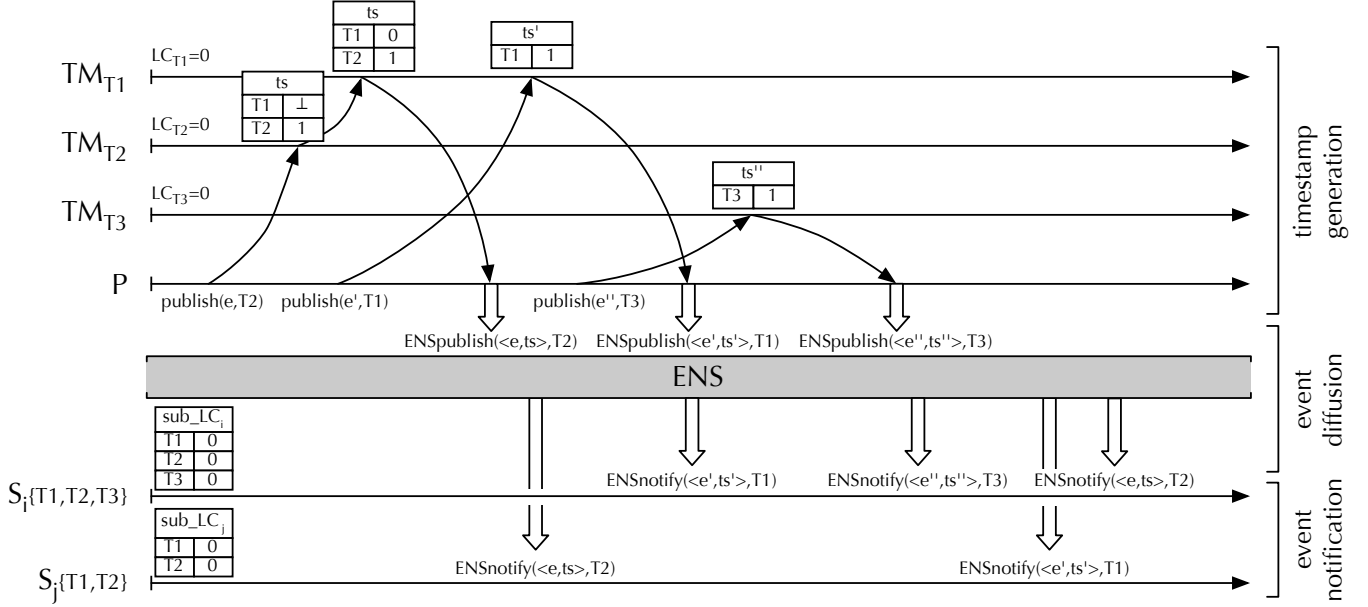 ts
T1 0
T2 1
ts'
T1 1
LC_T1=0
TM_T1
ts
T1 ⊥
T2 1
LC_T2=0
TM_T2
ts''
T3 1
LC_T3=0
TM_T3
P
publish(e,T2) publish(e',T1) publish(e'',T3)
timestamp
generation
ENSpublish(<e,ts>,T2) ENSpublish(<e',ts'>,T1) ENSpublish(<e'',ts''>,T3)
ENS
event
diffusion
sub_LC_i
T1 0
T2 0
T3 0
ENSnotify(<e',ts'>,T1) ENSnotify(<e'',ts''>,T3) ENSnotify(<e,ts>,T2)
S_i{T1,T2,T3}
sub_LC_j
T1 0
T2 0
ENSnotify(<e,ts>,T2) ENSnotify(<e',ts'>,T1)
S_j{T1,T2}
event
notification